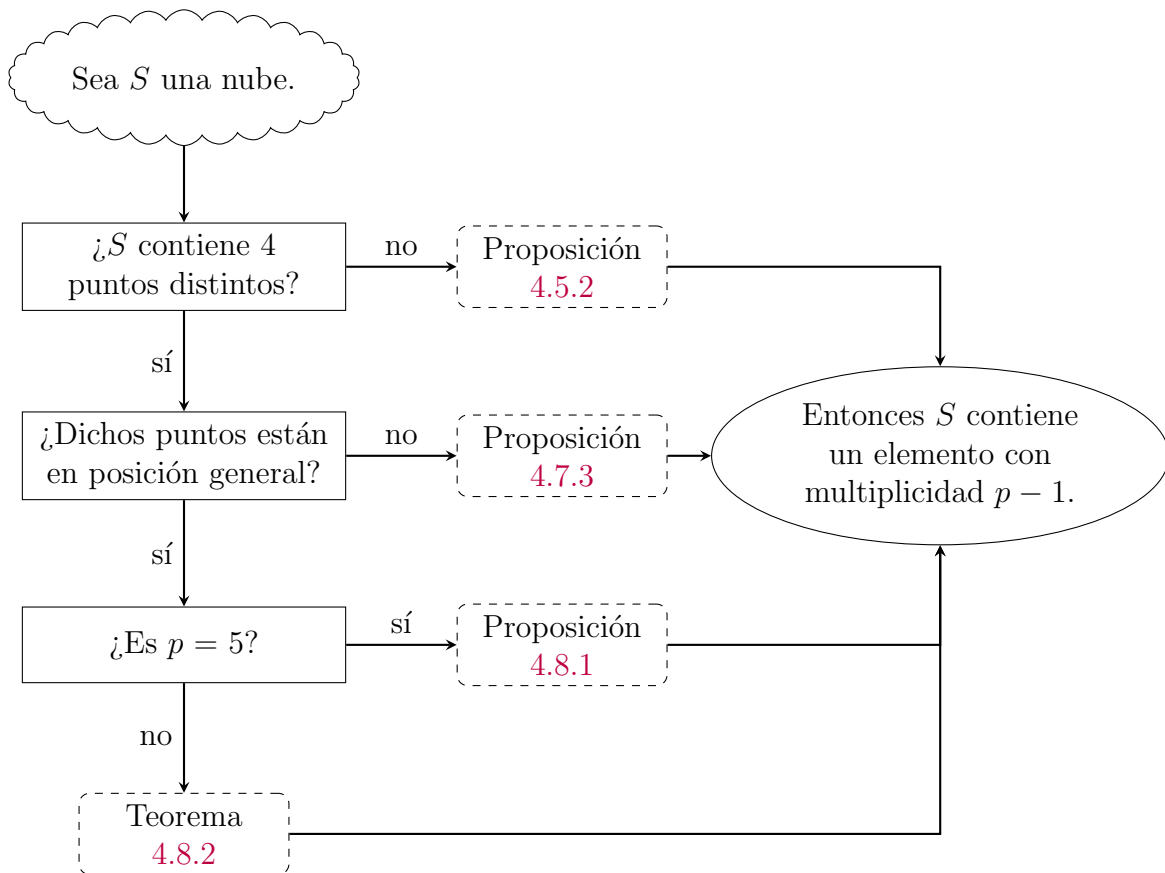 Sea S una nube.
¿S contiene 4
puntos distintos?
no
Proposición
4.5.2
sí
¿Dichos puntos están
en posición general?
no
Proposición
4.7.3
Entonces S contiene
un elemento con
multiplicidad p − 1.
sí
¿Es p = 5?
sí
Proposición
4.8.1
no
Teorema
4.8.2